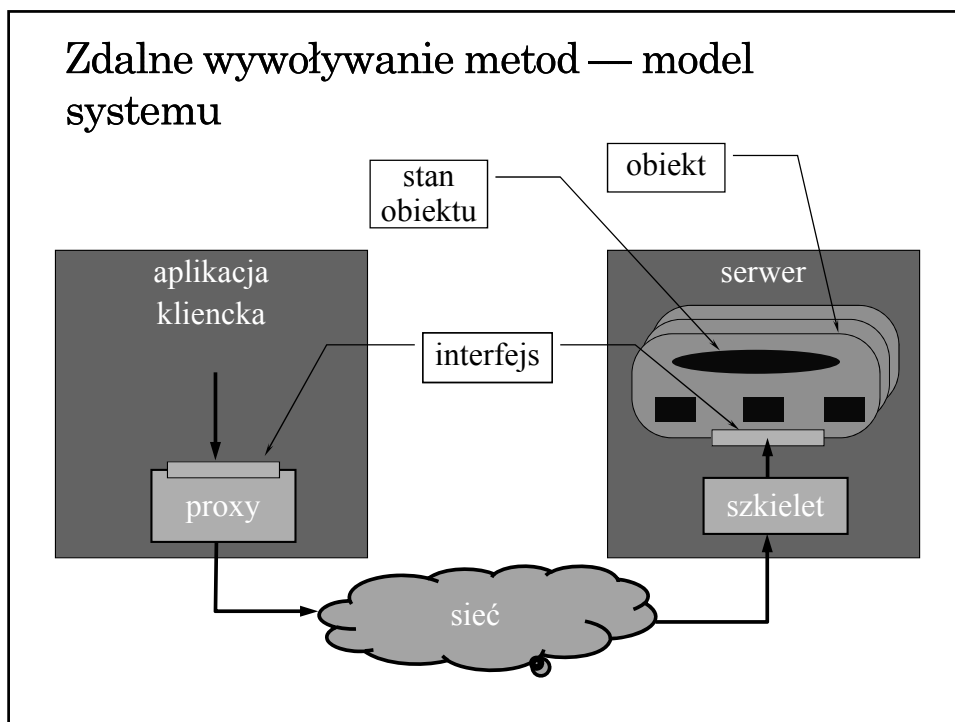 Zdalne wywoływanie metod — model
systemu
stan
obiektu
obiekt
aplikacja
kliencka
serwer
interfejs
proxy
szkielet
sieć